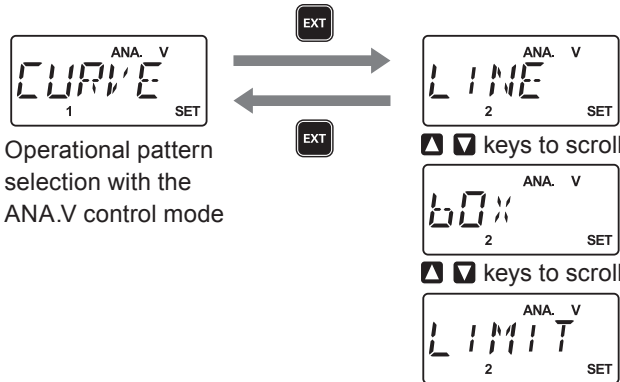 EXT
ANA. V
CURVE
1 SET
EXT
Operational pattern
selection with the
ANA.V control mode
ANA. V
LINE
2 SET
keys to scroll
ANA. V
bOX
2 SET
keys to scroll
ANA. V
LIMIT
2 SET